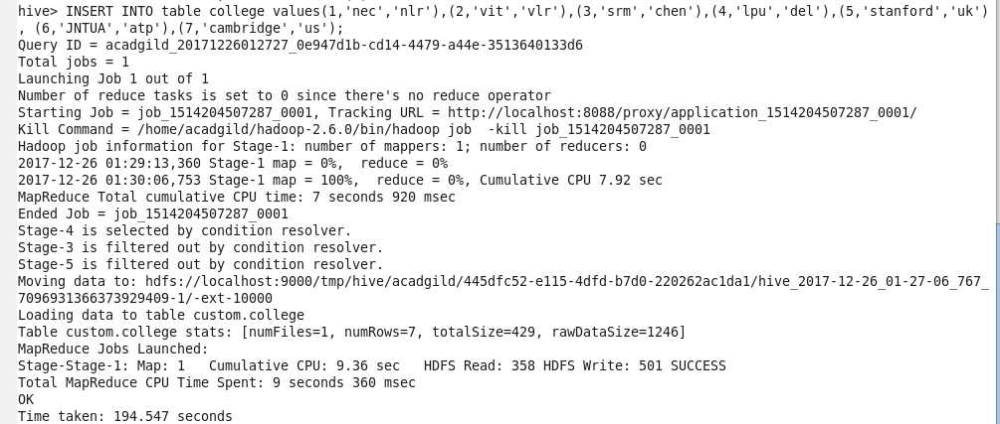 hive> INSERT INTO table college values(1,'nec','nlr'),(2,'vit','vlr'),(3,'srm','chen'),(4,'lpu','del'),(5,'stanford','uk')
, (6,'JNTUA','atp'),(7,'cambridge','us');
Query ID = acadgild_20171226012727_0e947d1b-cd14-4479-a44e-3513640133d6
Total jobs = 1
Launching Job 1 out of 1
Number of reduce tasks is set to 0 since there's no reduce operator
Starting Job = job_1514204507287_0001, Tracking URL = http://localhost:8088/proxy/application_1514204507287_0001/
Kill Command = /home/acadgild/hadoop-2.6.0/bin/hadoop job  -kill job_1514204507287_0001
Hadoop job information for Stage-1: number of mappers: 1; number of reducers: 0
2017-12-26 01:29:13,360 Stage-1 map = 0%,  reduce = 0%
2017-12-26 01:30:06,753 Stage-1 map = 100%,  reduce = 0%, Cumulative CPU 7.92 sec
MapReduce Total cumulative CPU time: 7 seconds 920 msec
Ended Job = job_1514204507287_0001
Stage-4 is selected by condition resolver.
Stage-3 is filtered out by condition resolver.
Stage-5 is filtered out by condition resolver.
Moving data to: hdfs://localhost:9000/tmp/hive/acadgild/445dfc52-e115-4dfd-b7d0-220262ac1da1/hive_2017-12-26_01-27-06_767_
7096931366373929409-1/-ext-10000
Loading data to table custom.college
Table custom.college stats: [numFiles=1, numRows=7, totalSize=429, rawDataSize=1246]
MapReduce Jobs Launched:
Stage-Stage-1: Map: 1   Cumulative CPU: 9.36 sec   HDFS Read: 358 HDFS Write: 501 SUCCESS
Total MapReduce CPU Time Spent: 9 seconds 360 msec
OK
Time taken: 194.547 seconds